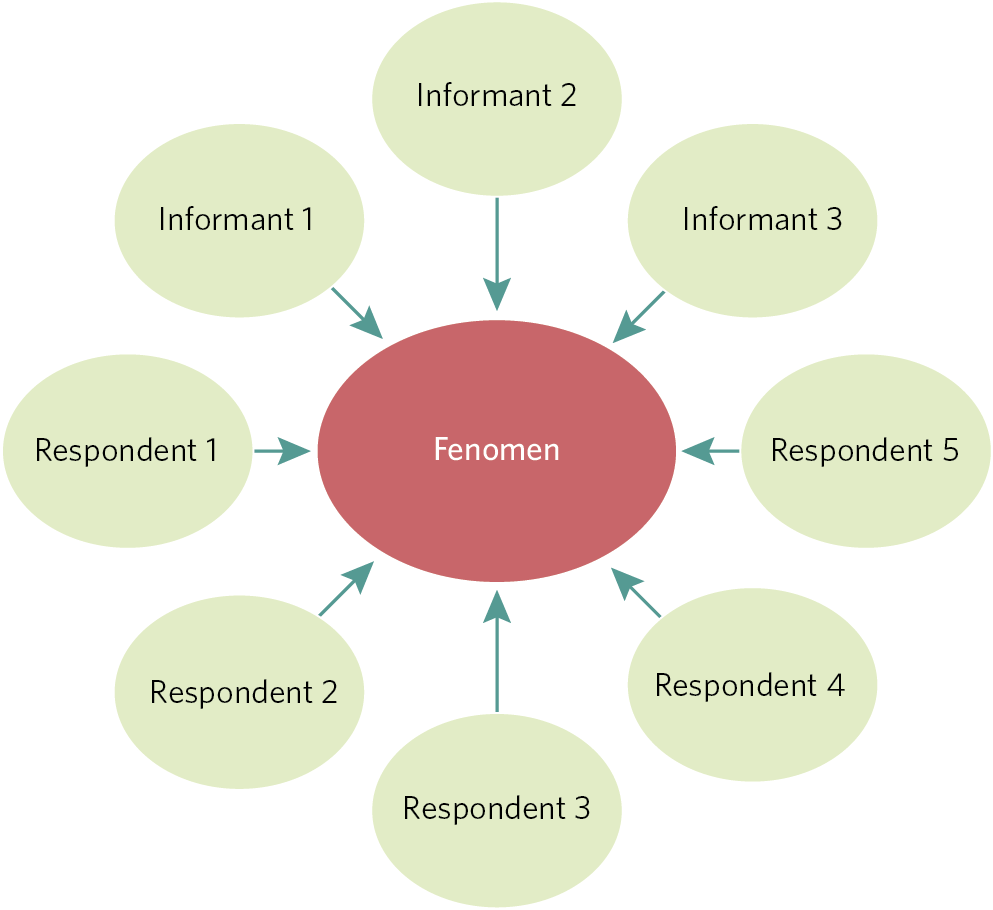 Informant 2
Informant 1
Informant 3
Respondent 1
Fenomen
Respondent 5
Respondent 2
Respondent 4
Respondent 3